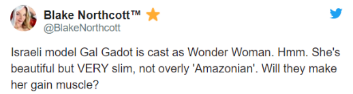 Blake Northcott™
@BlakeNorthcott
Israeli model Gal Gadot is cast as Wonder Woman. Hmm. She's
beautiful but VERY slim, not overly 'Amazonian'. Will they make
her gain muscle?